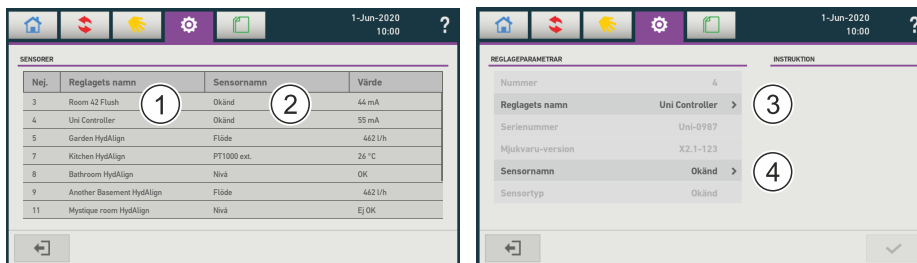 1-Jun-2020
10:00
?
SENSORER
Nej. Reglagets namn Sensornamn Värde
3 Room 42 Flush Okänd 44 mA
4 Uni Controller Okänd 55 mA
5 Garden HydAlign Flöde 462 l/h
7 Kitchen HydAlign PT1000 ext. 26 °C
8 Bathroom HydAlign Nivå OK
9 Another Basement HydAlign Flöde 462 l/h
11 Mystique room HydAlign Nivå Ej OK
1
2
1-Jun-2020
10:00
?
REGLAGEPARAMETRAR
INSTRUKTION
Nummer 4
Reglagets namn Uni Controller >
Serienummer Uni-0987
Mjukvaru-version X2.1-123
Sensornamn Okänd >
Sensortyp Okänd
3
4